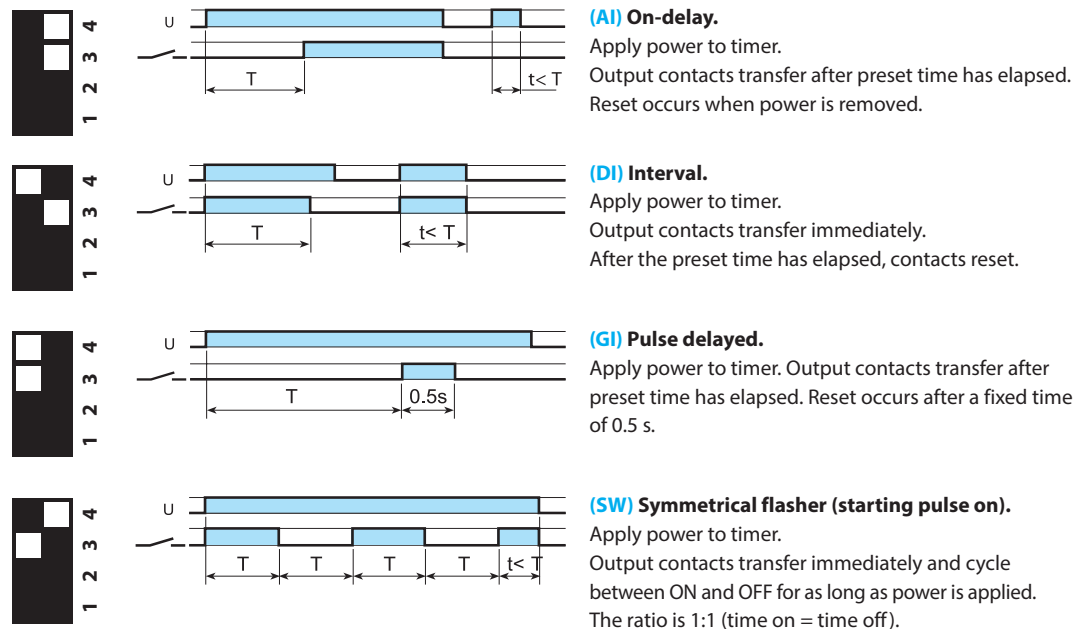 4
3
2
1
U
T
t< T
(AI) On-delay.
Apply power to timer.
Output contacts transfer after preset time has elapsed.
Reset occurs when power is removed.
4
3
2
1
U
T
t< T
(DI) Interval.
Apply power to timer.
Output contacts transfer immediately.
After the preset time has elapsed, contacts reset.
4
3
2
1
U
T
0.5s
(GI) Pulse delayed.
Apply power to timer. Output contacts transfer after
preset time has elapsed. Reset occurs after a fixed time
of 0.5 s.
4
3
2
1
U
T T T T t< T
(SW) Symmetrical flasher (starting pulse on).
Apply power to timer.
Output contacts transfer immediately and cycle
between ON and OFF for as long as power is applied.
The ratio is 1:1 (time on = time off).